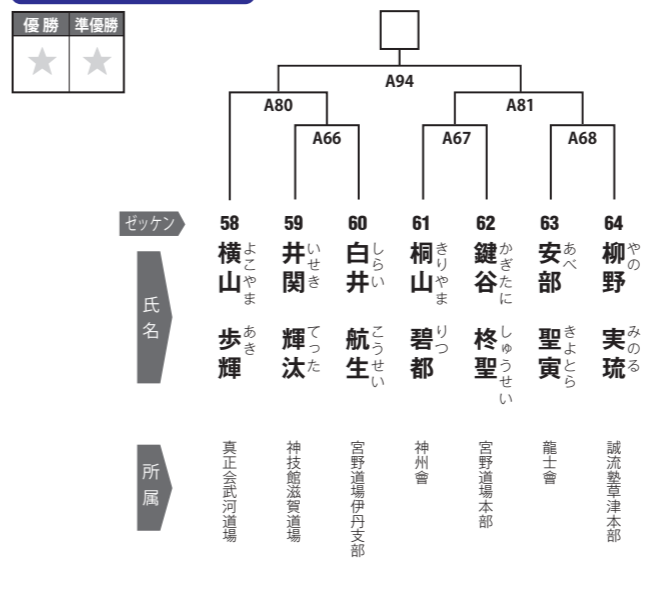 優勝 準優勝
A94
A80
A81
A66
A67
A68
ゼッケン
58
59
60
61
62
63
64
氏名
横山 歩輝
よこやま あき
井関 輝汰
いせき てった
白井 航生
しらい こうせい
桐山 碧都
きりやま りつ
鍵谷 柊聖
かぎたに しゅうせい
安部 聖寅
あべ きよとら
柳野 実琉
やの みのる
所属
真正会武河道場
神技館滋賀道場
宮野道場伊丹支部
神州會
宮野道場本部
龍士會
誠流塾草津本部